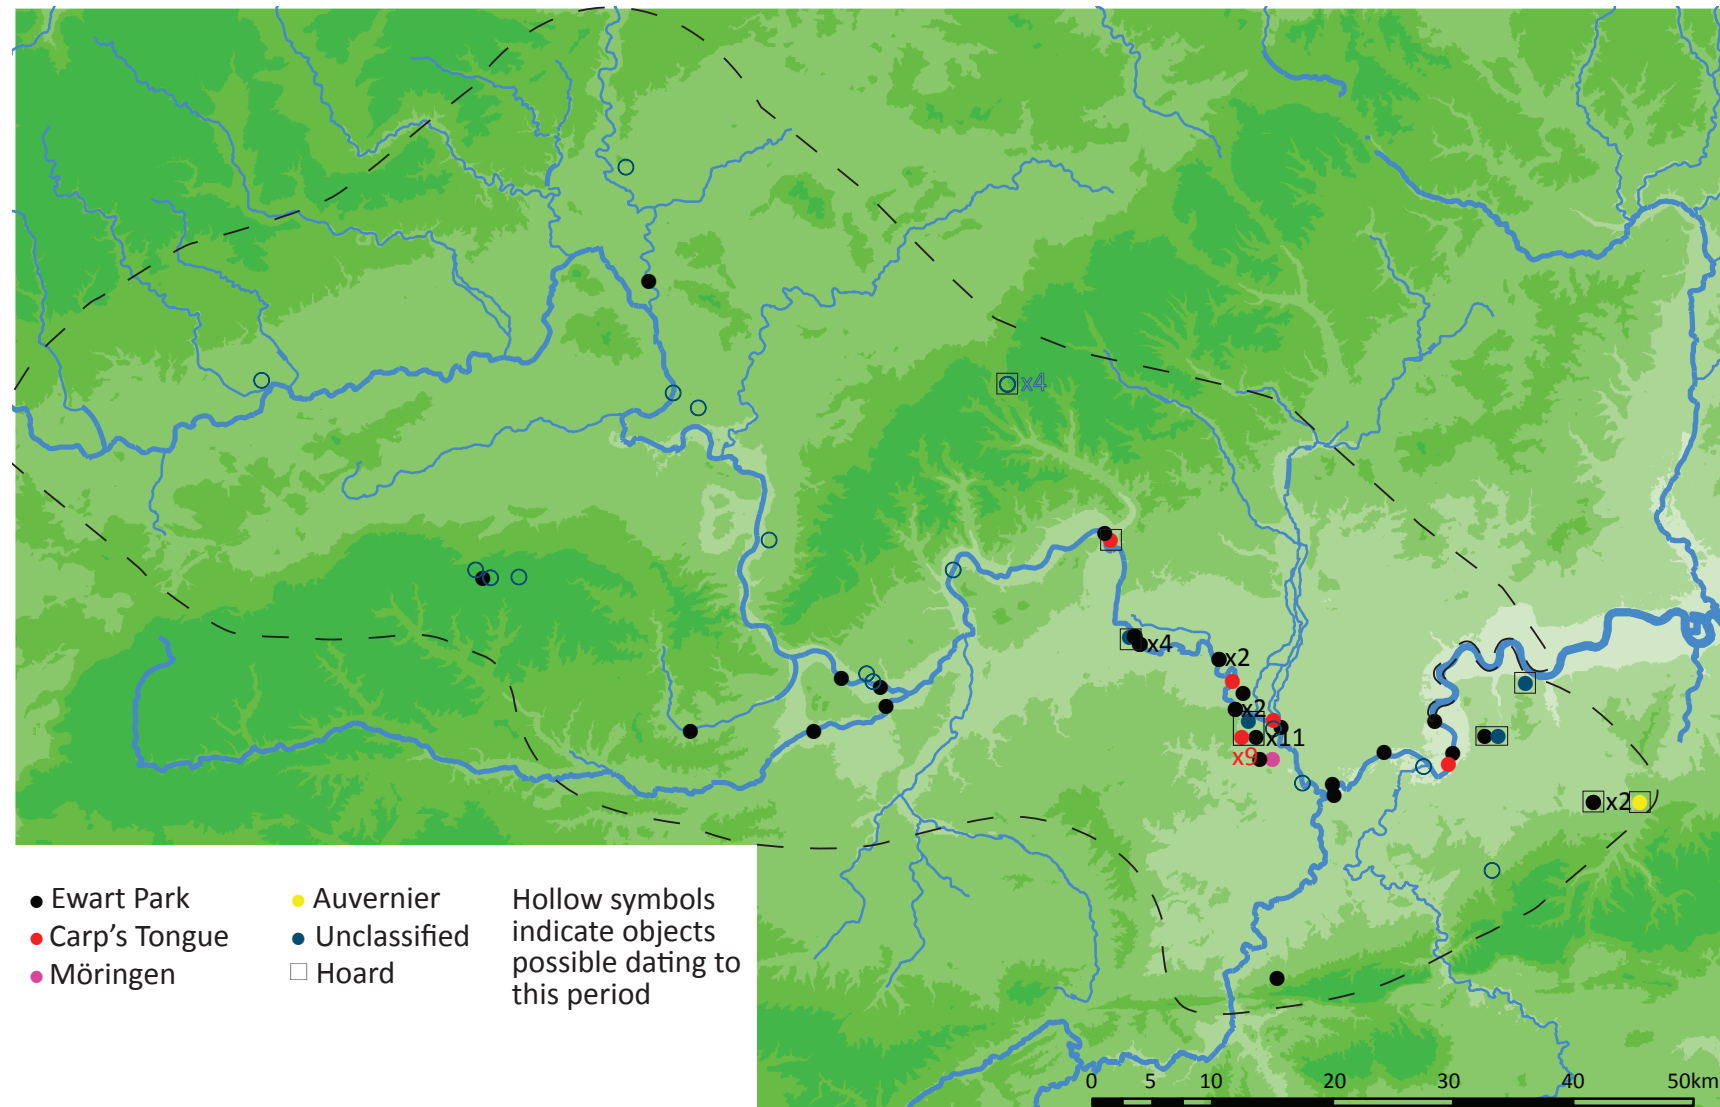 x4
x4
x2
x2
x11
x9
x2
Ewart Park
Carp's Tongue
Möringen
Auvernier
Unclassified
Hoard
Hollow symbols
indicate objects
possible dating to
this period
0 5 10 20 30 40 50km